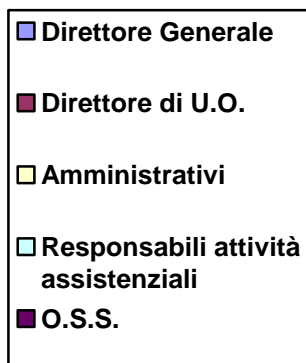 Direttore Generale
Direttore di U.O.
Amministrativi
Responsabili attività
assistenziali
O.S.S.